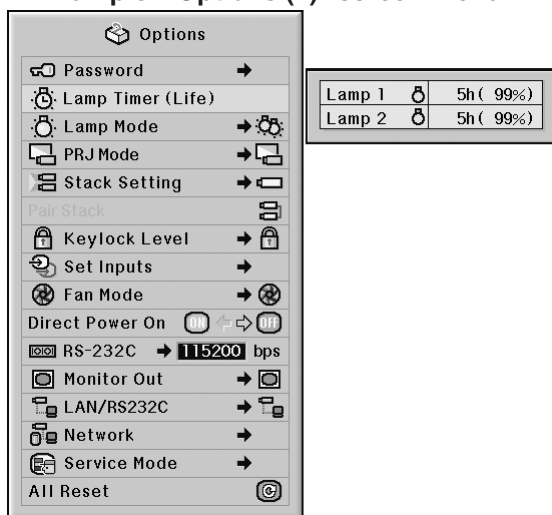 Options
Password
Lamp Timer (Life)
Lamp 1 5h( 99%)
Lamp 2 5h( 99%)
Lamp Mode
PRJ Mode
Stack Setting
Pair Stack
Keylock Level
Set Inputs
Fan Mode
Direct Power On ON OFF
RS-232C 115200 bps
Monitor Out
LAN/RS232C
Network
Service Mode
All Reset